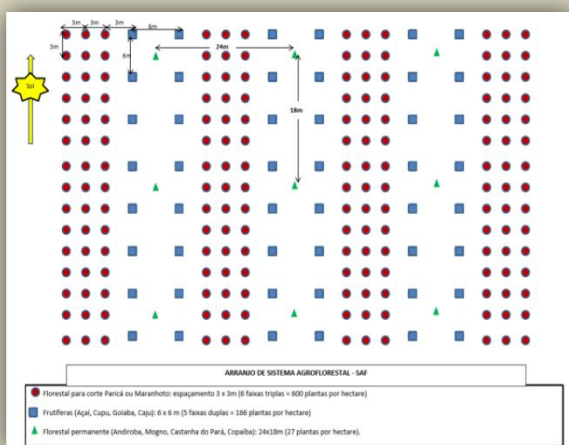 3m 3m 3m 6m
3m
6m
24m
18m
Sol
ARRANJO DE SISTEMA AGROFLORESTAL - SAF
Florestal para corte Paricá ou Maranhoto: espaçamento 3 x 3m (6 faixas triplas = 600 plantas por hectare)
Frutíferas (Açaí, Cupu, Goiaba, Caju): 6 x 6 m (5 faixas duplas = 166 plantas por hectare)
Florestal permanente (Andiroba, Mogno, Castanha do Pará, Copaíba): 24x18m (27 plantas por hectare).